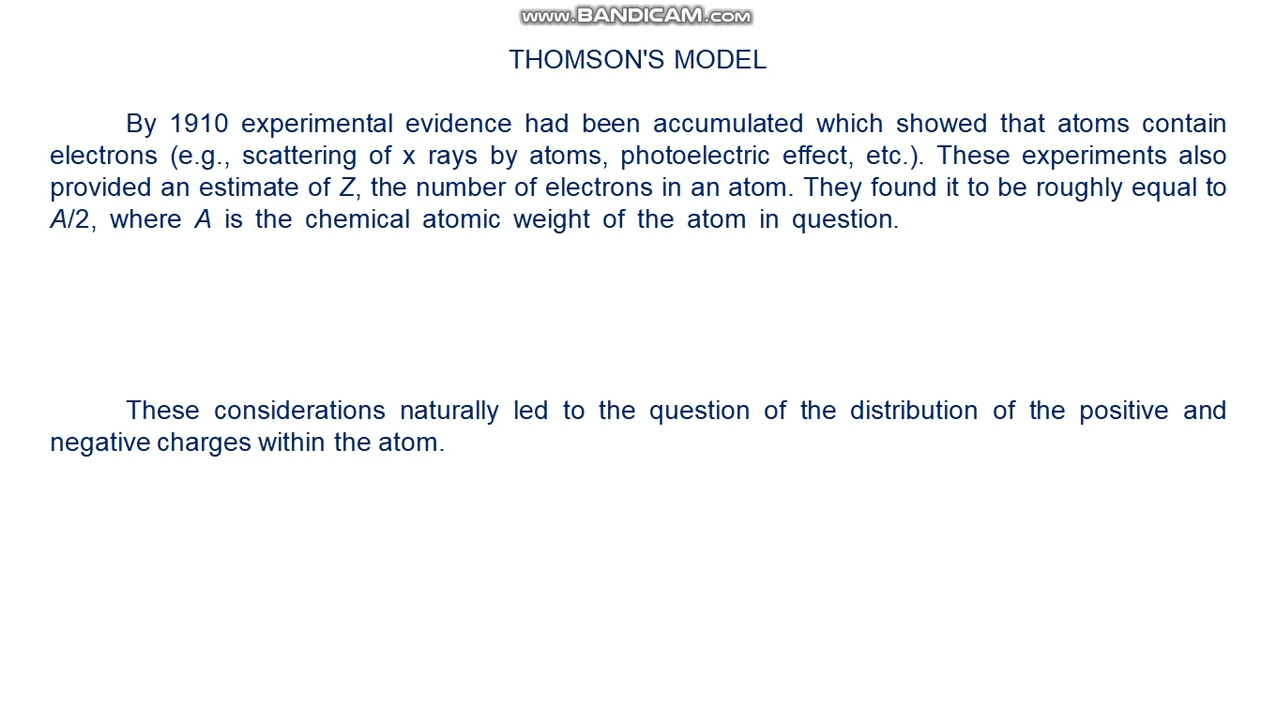 www.BANDICAM.com
THOMSON'S MODEL
By 1910 experimental evidence had been accumulated which showed that atoms contain
electrons (e.g., scattering of x rays by atoms, photoelectric effect, etc.). These experiments also
provided an estimate of Z, the number of electrons in an atom. They found it to be roughly equal to
A/2, where A is the chemical atomic weight of the atom in question.
These considerations naturally led to the question of the distribution of the positive and
negative charges within the atom.